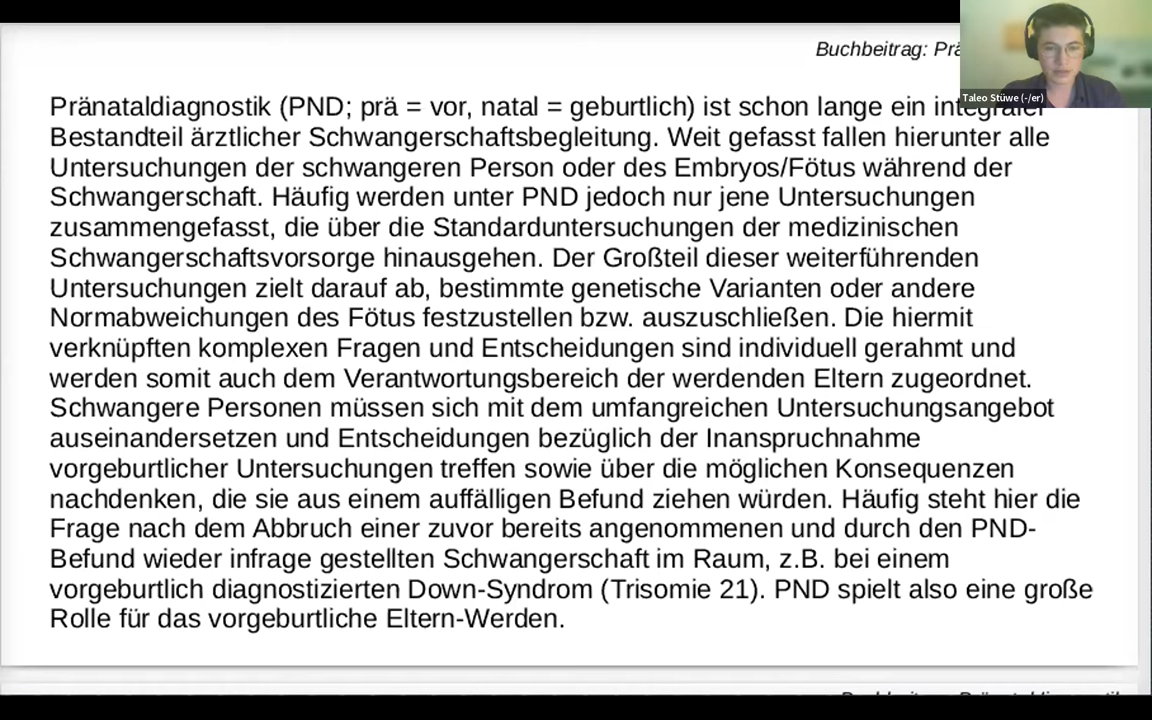 Buchbeitrag: Prä
Taleo Stüwe (-/er)
Pränataldiagnostik (PND; prä = vor, natal = geburtlich) ist schon lange ein integraler
Bestandteil ärztlicher Schwangerschaftsbegleitung. Weit gefasst fallen hierunter alle
Untersuchungen der schwangeren Person oder des Embryos/Fötus während der
Schwangerschaft. Häufig werden unter PND jedoch nur jene Untersuchungen
zusammengefasst, die über die Standarduntersuchungen der medizinischen
Schwangerschaftsvorsorge hinausgehen. Der Großteil dieser weiterführenden
Untersuchungen zielt darauf ab, bestimmte genetische Varianten oder andere
Normabweichungen des Fötus festzustellen bzw. auszuschließen. Die hiermit
verknüpften komplexen Fragen und Entscheidungen sind individuell gerahmt und
werden somit auch dem Verantwortungsbereich der werdenden Eltern zugeordnet.
Schwangere Personen müssen sich mit dem umfangreichen Untersuchungsangebot
auseinandersetzen und Entscheidungen bezüglich der Inanspruchnahme
vorgeburtlicher Untersuchungen treffen sowie über die möglichen Konsequenzen
nachdenken, die sie aus einem auffälligen Befund ziehen würden. Häufig steht hier die
Frage nach dem Abbruch einer zuvor bereits angenommenen und durch den PND-
Befund wieder infrage gestellten Schwangerschaft im Raum, z.B. bei einem
vorgeburtlich diagnostizierten Down-Syndrom (Trisomie 21). PND spielt also eine große
Rolle für das vorgeburtliche Eltern-Werden.